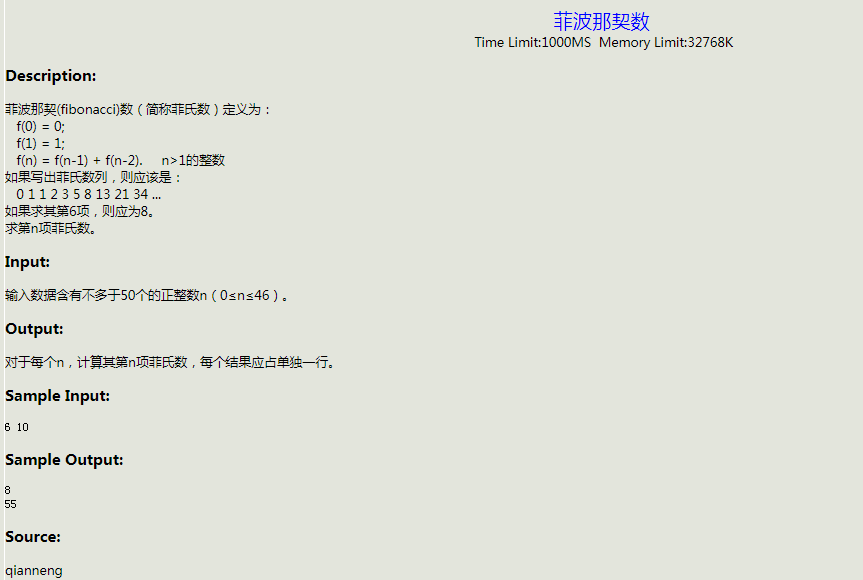 菲波那契数
Time Limit:1000MS  Memory Limit:32768K
Description:
菲波那契(fibonacci)数（简称菲氏数）定义为：
f(0) = 0;
f(1) = 1;
f(n) = f(n-1) + f(n-2).     n>1的整数
如果写出菲氏数列，则应该是：
0 1 1 2 3 5 8 13 21 34 ...
如果求其第6项，则应为8。
求第n项菲氏数。
Input:
输入数据含有不多于50个的正整数n（0≤n≤46）。
Output:
对于每个n，计算其第n项菲氏数，每个结果应占单独一行。
Sample Input:
6 10
Sample Output:
8
55
Source:
qianneng